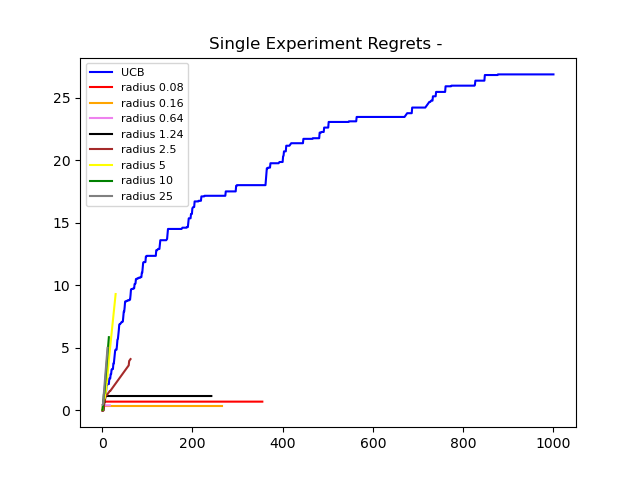 Single Experiment Regrets -
UCB
radius 0.08
radius 0.16
radius 0.64
radius 1.24
radius 2.5
radius 5
radius 10
radius 25
25
20
15
10
5
0
0 200 400 600 800 1000